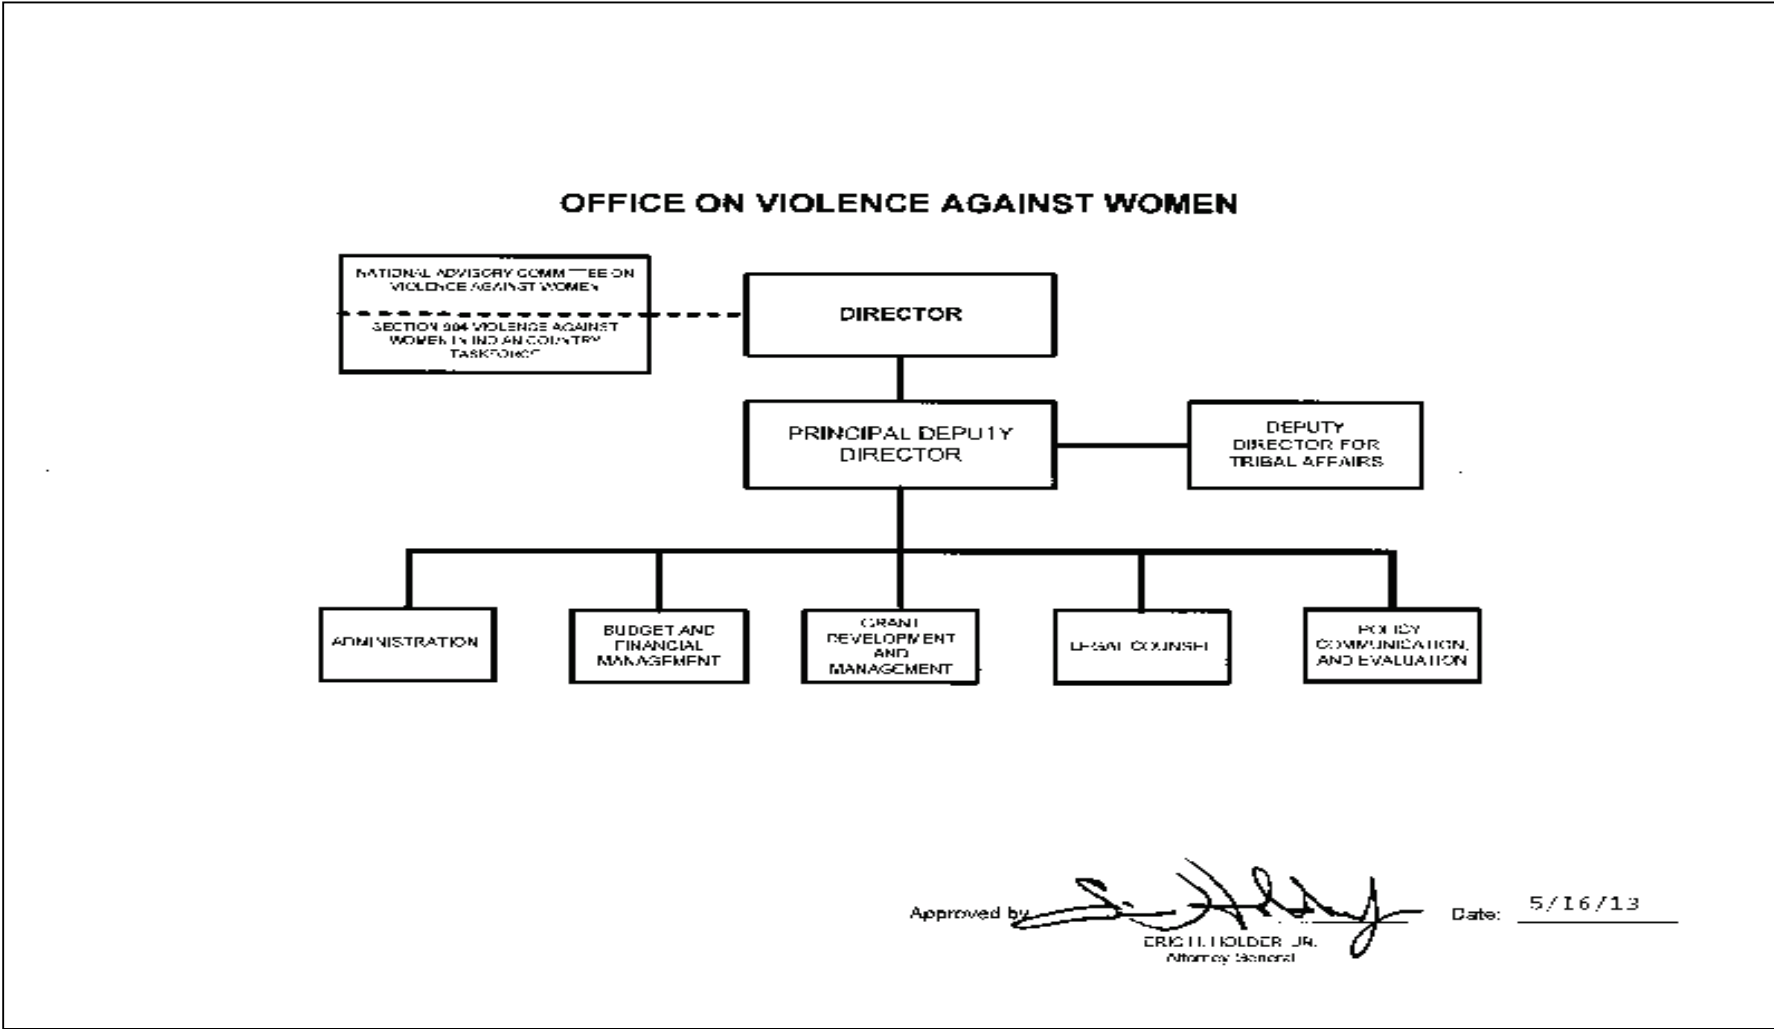 OFFICE ON VIOLENCE AGAINST WOMEN
NATIONAL ADVISORY COMMITTEE ON
VIOLENCE AGAINST WOMEN
SECTION 904 VIOLENCE AGAINST
WOMEN IN INDIAN COUNTRY
TASKFORCE
DIRECTOR
PRINCIPAL DEPUTY
DIRECTOR
DEPUTY
DIRECTOR FOR
TRIBAL AFFAIRS
ADMINISTRATION
BUDGET AND
FINANCIAL
MANAGEMENT
GRANT
DEVELOPMENT
AND
MANAGEMENT
LEGAL COUNSEL
POLICY
COMMUNICATION,
AND EVALUATION
Approved by
ERIC H. HOLDER JR.
Attorney General
Date: 5/16/13